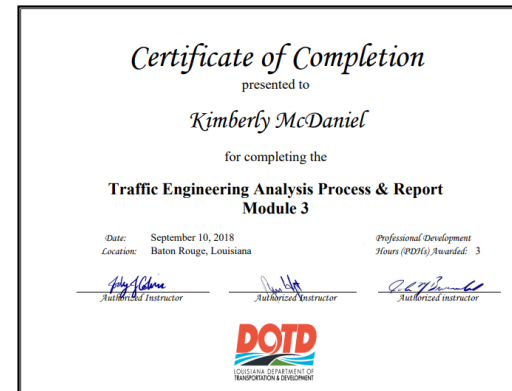 Certificate of Completion
presented to
Kimberly McDaniel
for completing the
Traffic Engineering Analysis Process & Report
Module 3
Date: September 10, 2018
Location: Baton Rouge, Louisiana
Professional Development
Hours (PDHs) Awarded: 3
Authorized Instructor
Authorized Instructor
Authorized instructor
DOTD
LOUISIANA DEPARTMENT OF
TRANSPORTATION & DEVELOPMENT